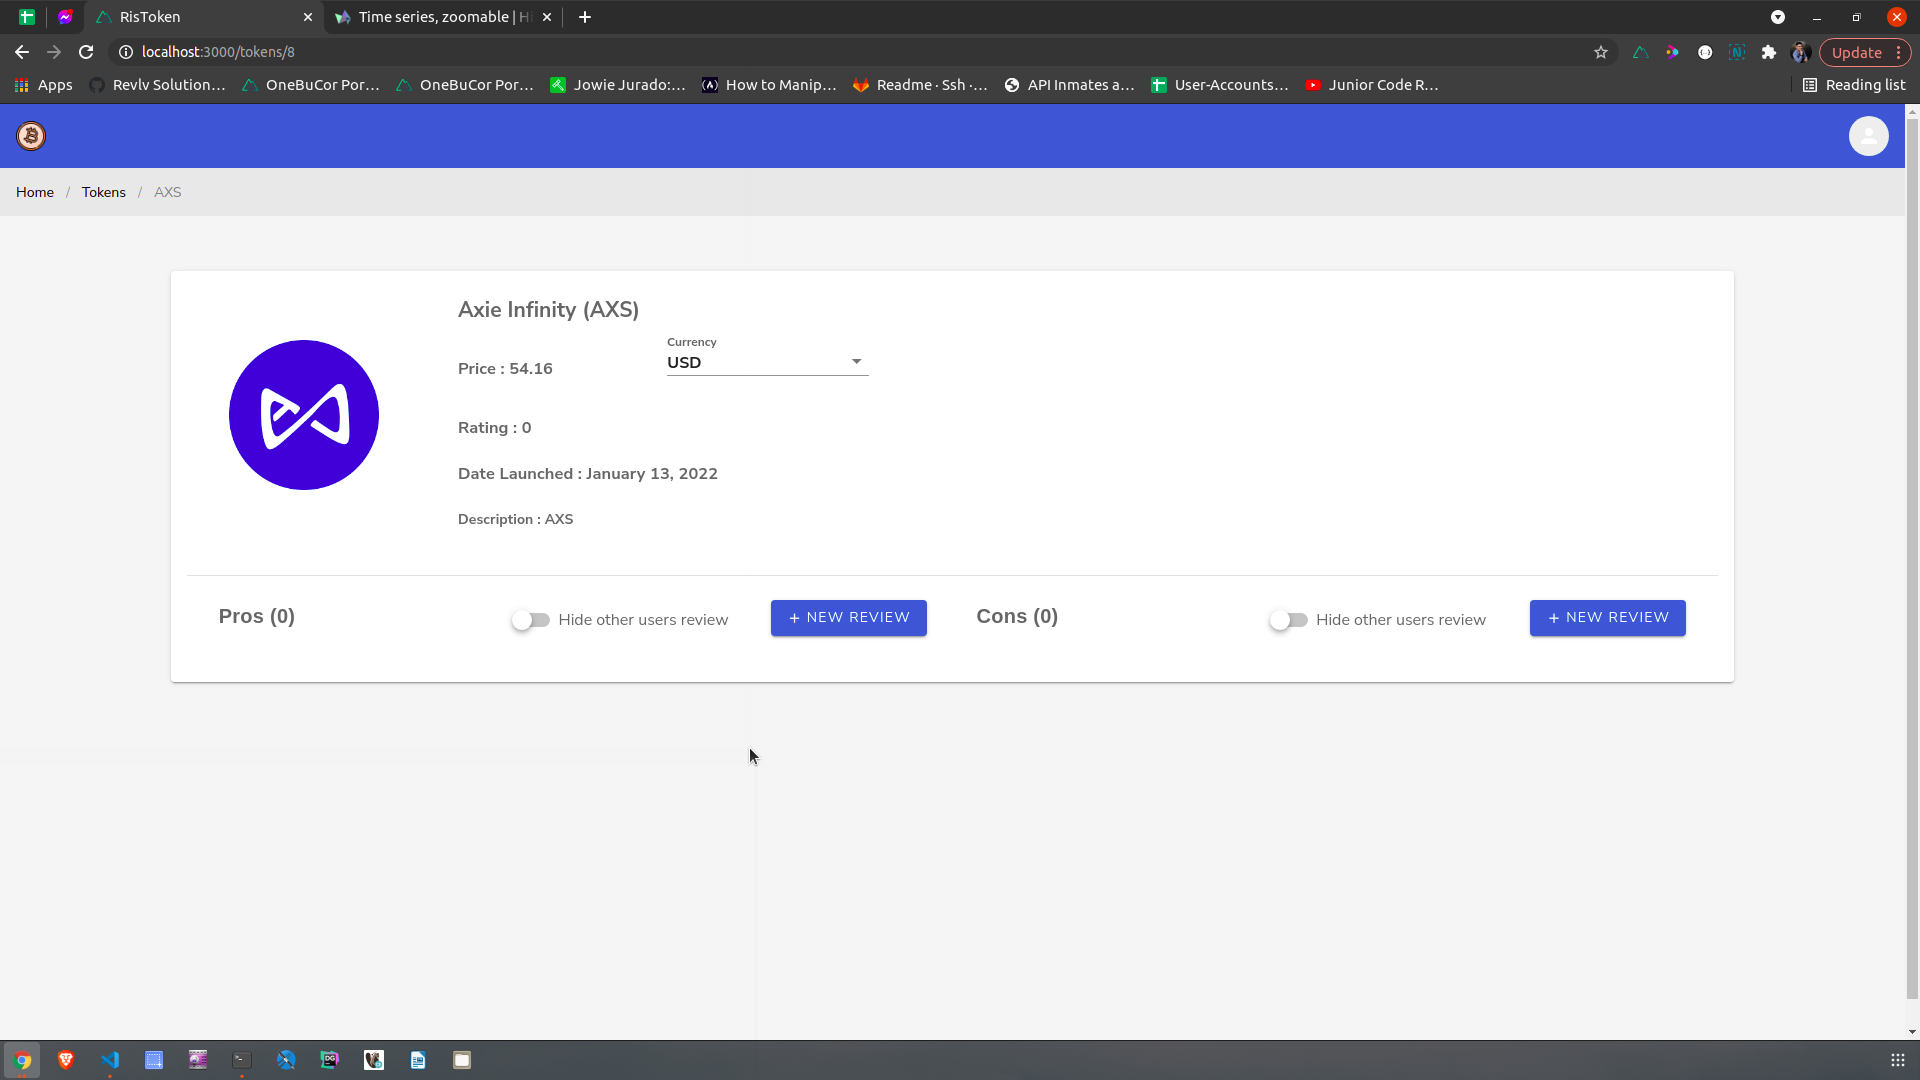 RisToken
Time series, zoomable |
localhost:3000/tokens/8
Update
Apps
Revlv Solution...
OneBuCor Por...
OneBuCor Por...
Jowie Jurado:...
How to Manip...
Readme · Ssh ·...
API Inmates a...
User-Accounts...
Junior Code R...
Reading list
Home / Tokens / AXS
Axie Infinity (AXS)
Currency
Price : 54.16
USD
Rating : 0
Date Launched : January 13, 2022
Description : AXS
Pros (0)
Hide other users review
+ NEW REVIEW
Cons (0)
Hide other users review
+ NEW REVIEW